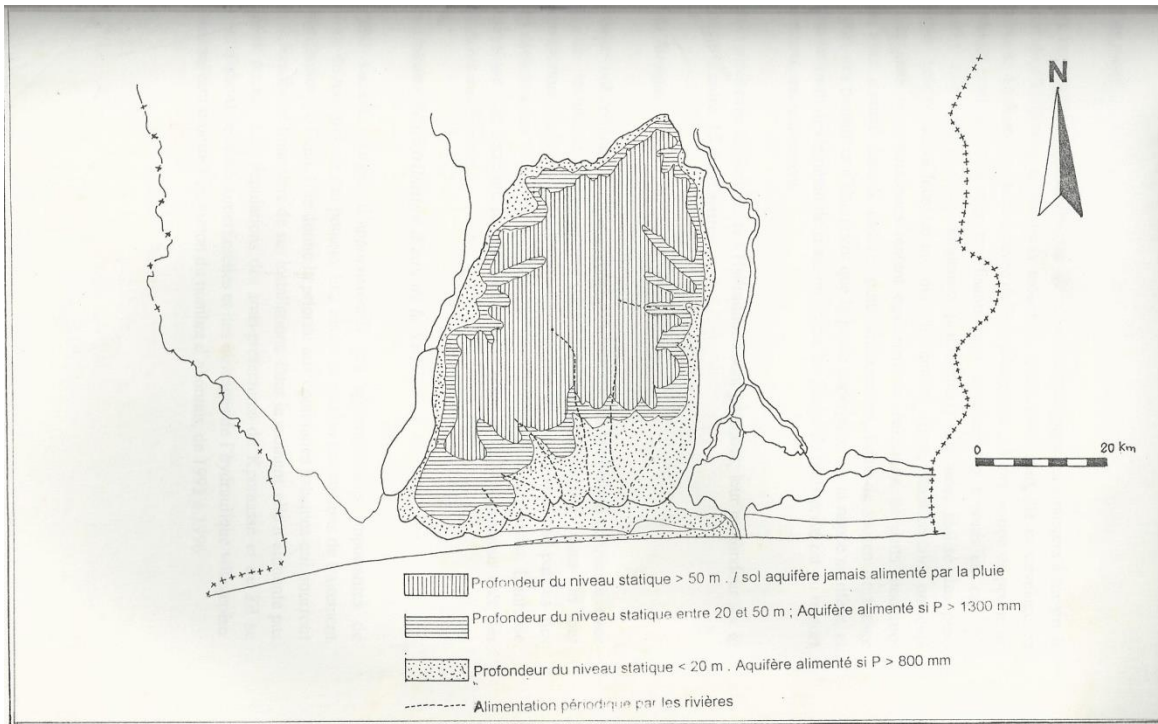 N
20 Km
Profondeur du niveau statique > 50 m . / sol aquifère jamais alimenté par la pluie
Profondeur du niveau statique entre 20 et 50 m ; Aquifère alimenté si P > 1300 mm
Profondeur du niveau statique < 20 m . Aquifère alimenté si P > 800 mm
Alimentation périodique par les rivières